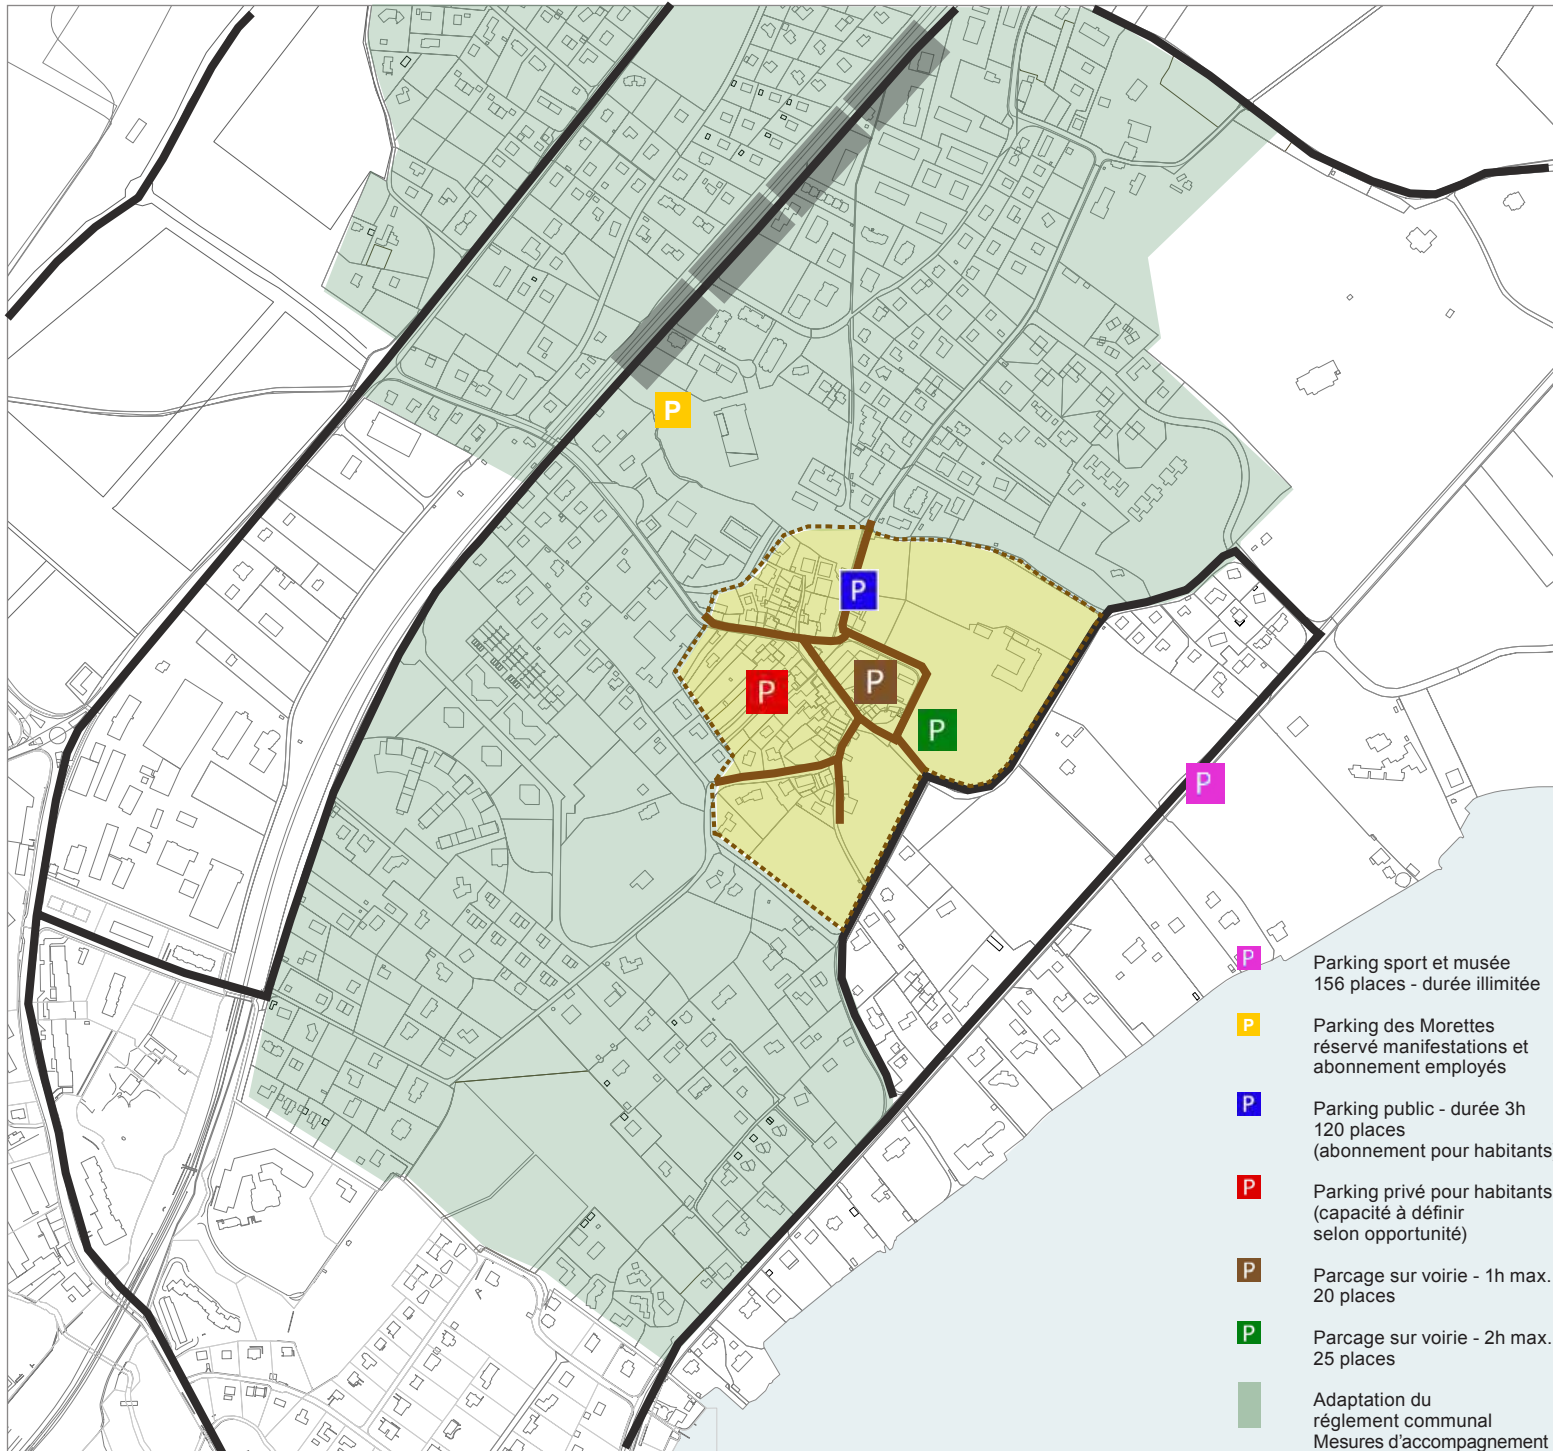 P
P
P
P
P
P
P Parking sport et musée
156 places - durée illimitée
P Parking des Morettes
réservé manifestations et
abonnement employés
P Parking public - durée 3h
120 places
(abonnement pour habitants
P Parking privé pour habitants
(capacité à définir
selon opportunité)
P Parcage sur voirie - 1h max.
20 places
P Parcage sur voirie - 2h max.
25 places
Adaptation du
réglement communal
Mesures d'accompagnement